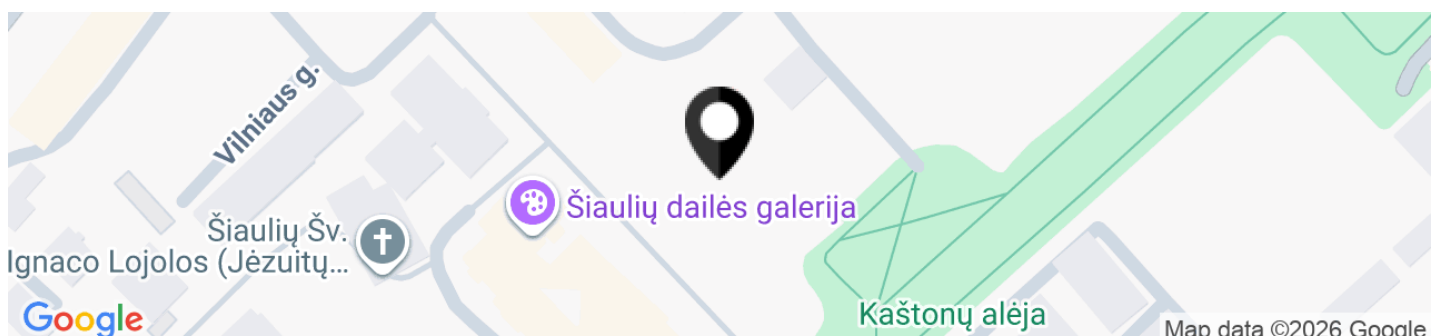 Vilniaus g.
Šiaulių dailės galerija
Šiaulių Šv.
Ignaco Lojolos (Jėzuitų...
Kaštonų alėja
Google
Map data ©2026 Google